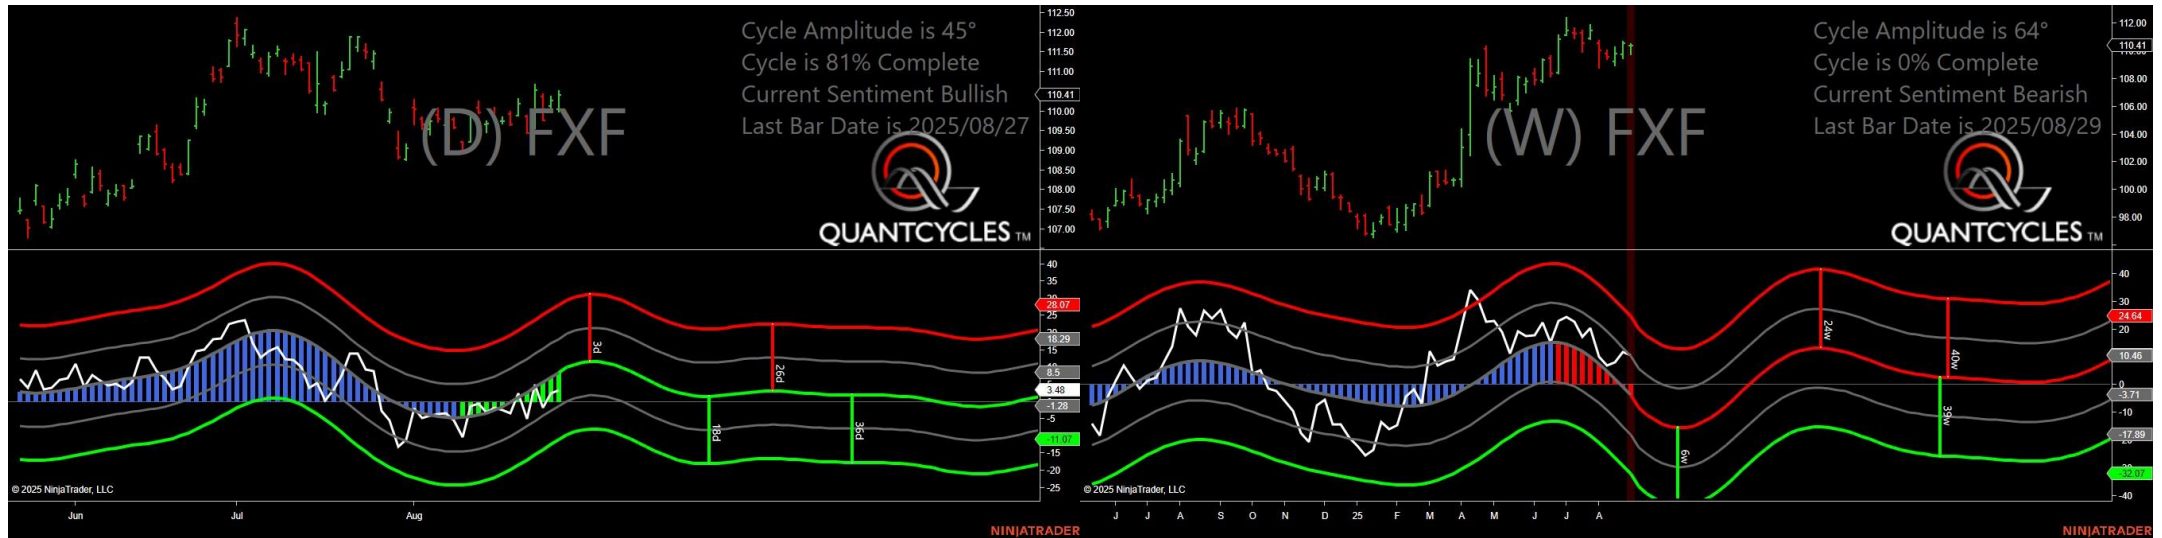 Cycle Amplitude is 45°
Cycle is 81% Complete
Current Sentiment Bullish
Last Bar Date is 2025/08/27
(D) FXF
QUANTCYCLES TM
112.50
112.00
111.50
111.00
110.41
110.00
109.50
109.00
108.50
108.00
107.50
107.00
40
35
28.07
25
18.29
15
8.5
3.48
-1.28
-5
-11.07
-15
-20
-25
3d
26d
18d
36d
© 2025 NinjaTrader, LLC
Jun
Jul
Aug
NINJATRADER
Cycle Amplitude is 64°
Cycle is 0% Complete
Current Sentiment Bearish
Last Bar Date is 2025/08/29
(W) FXF
QUANTCYCLES TM
112.00
110.41
108.00
106.00
104.00
102.00
100.00
98.00
40
30
24.64
20
10.46
0
-3.71
-10
-17.89
-32.07
-40
24w
40w
39w
6w
© 2025 NinjaTrader, LLC
J
J
A
S
O
N
D
25
F
M
A
M
J
J
A
NINJATRADER